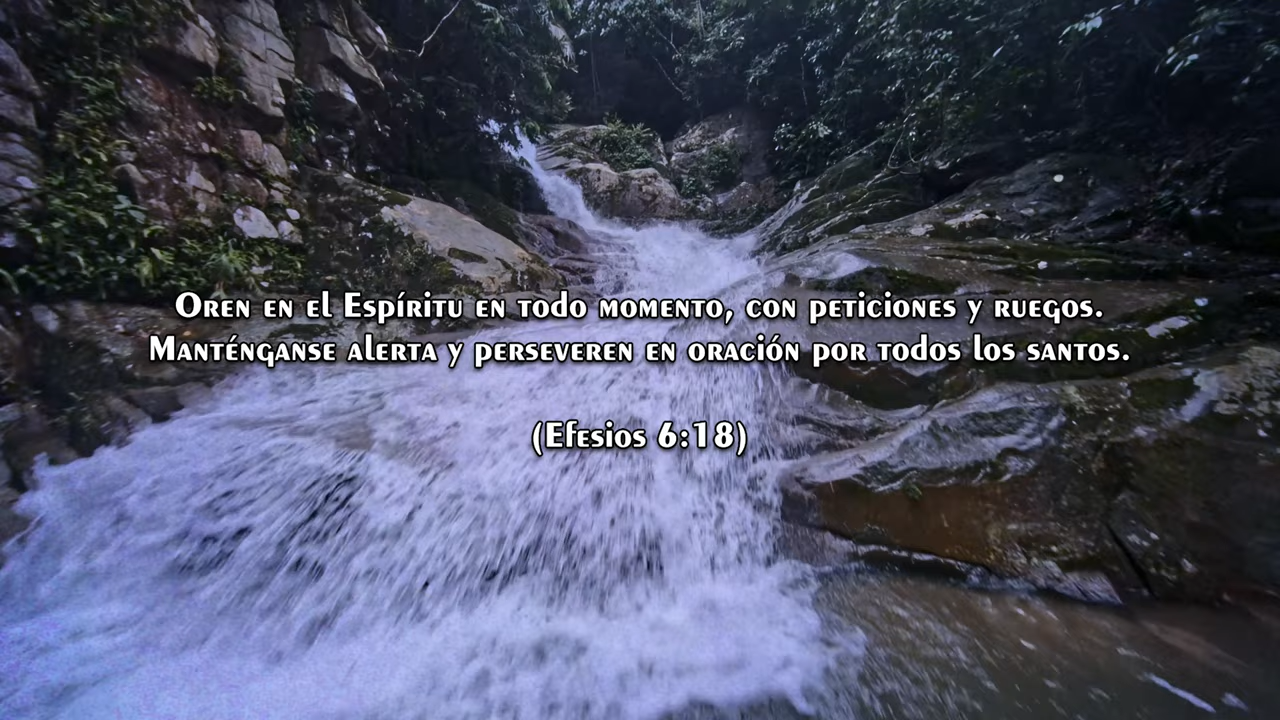 Oren en el Espíritu en todo momento, con peticiones y ruegos.
Manténganse alerta y perseveren en oración por todos los santos.
(Efesios 6:18)